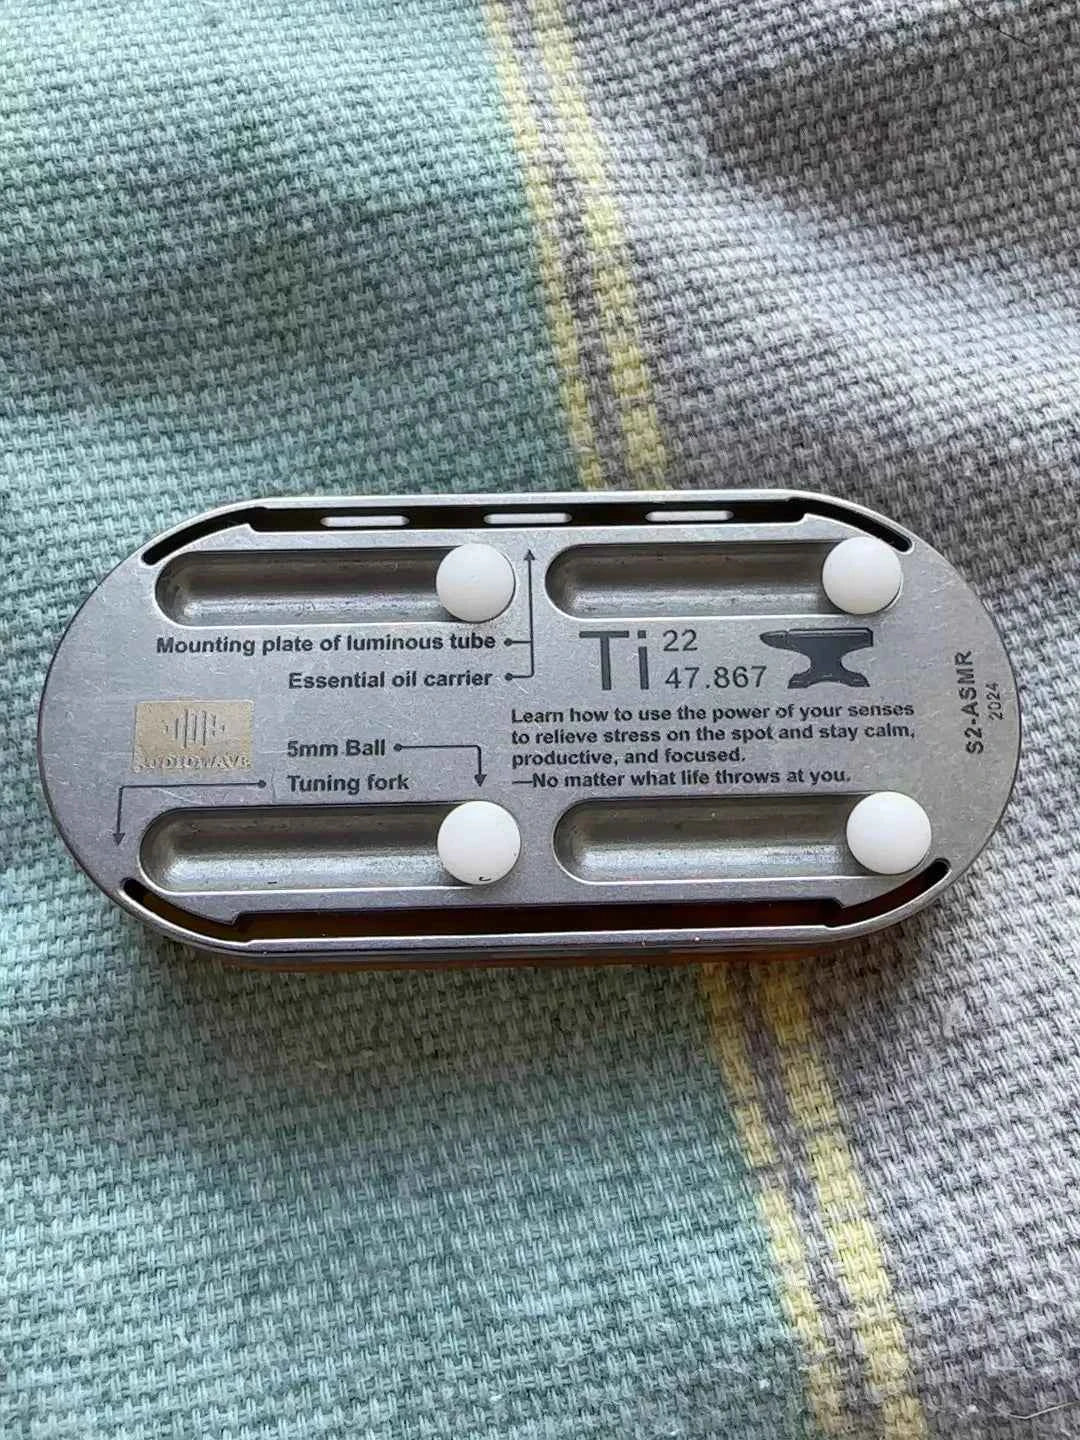 Mounting plate of luminous tube
Essential oil carrier
Ti 22
47.867
AUDIOWAVE
5mm Ball
Tuning fork
Learn how to use the power of your senses
to relieve stress on the spot and stay calm,
productive, and focused.
—No matter what life throws at you.
S2-ASMR
2024